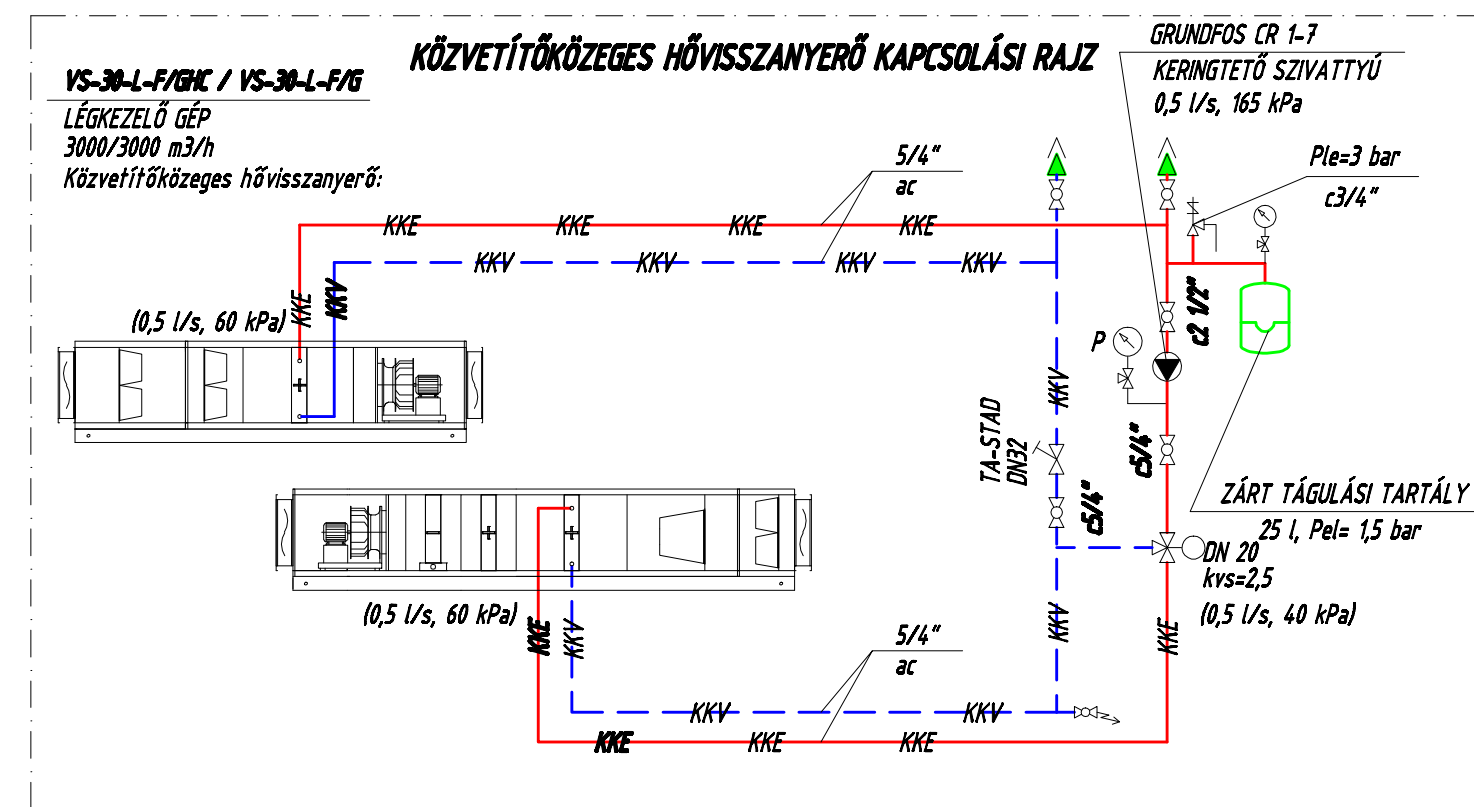 KÖZVETÍTŐKÖZEGES HŐVISSZANYERŐ KAPCSOLÁSI RAJZ
VS-30-L-F/GHC / VS-30-L-F/G
LÉGKEZELŐ GÉP
3000/3000 m3/h
Közvetítőközeges hővisszanyerő:
GRUNDFOS CR 1-7
KERINGTETŐ SZIVATTYÚ
0,5 l/s, 165 kPa
Ple=3 bar
c3/4"
5/4"
ac
KKE KKE KKE KKE
KKV KKV KKV KKV
KKE
KKV
(0,5 l/s, 60 kPa)
c2 1/2"
P
KKV
TA-STAD
DN32
c5/4"
c5/4"
ZÁRT TÁGULÁSI TARTÁLY
25 l, Pel= 1,5 bar
DN 20
kvs=2,5
(0,5 l/s, 40 kPa)
(0,5 l/s, 60 kPa)
KKE
KKV
KKV
KKE
5/4"
ac
KKV KKV
KKE KKE KKE